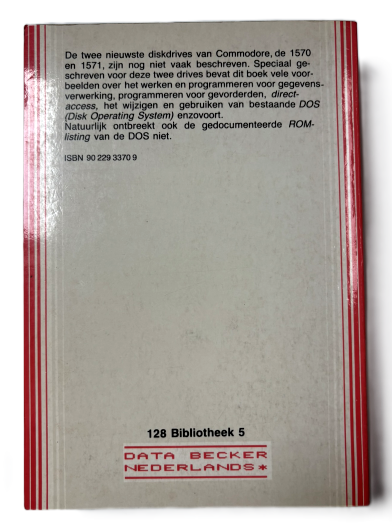 De twee nieuwste diskdrives van Commodore, de 1570
en 1571, zijn nog niet vaak beschreven. Speciaal ge-
schreven voor deze twee drives bevat dit boek vele voor-
beelden over het werken en programmeren voor gegevens-
verwerking, programmeren voor gevorderden, direct-
access, het wijzigen en gebruiken van bestaande DOS
(Disk Operating System) enzovoort.
Natuurlijk ontbreekt ook de gedocumenteerde ROM-
listing van de DOS niet.
ISBN 90 229 3370 9
128 Bibliotheek 5
DATA BECKER
NEDERLANDS*